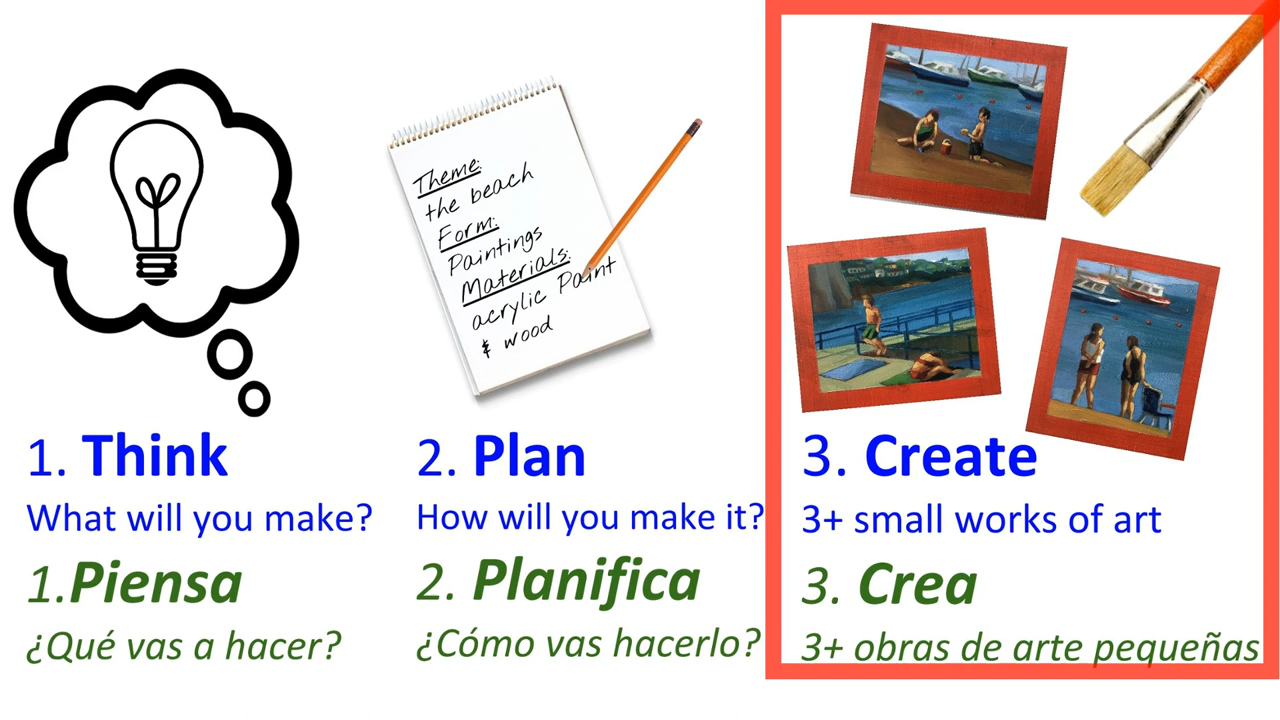 Theme:
the beach
Form:
Paintings
Materials:
acrylic Paint
& wood
1. Think
What will you make?
1.Piensa
¿Qué vas a hacer?
2. Plan
How will you make it?
2. Planifica
¿Cómo vas hacerlo?
3. Create
3+ small works of art
3. Crea
3+ obras de arte pequeñas